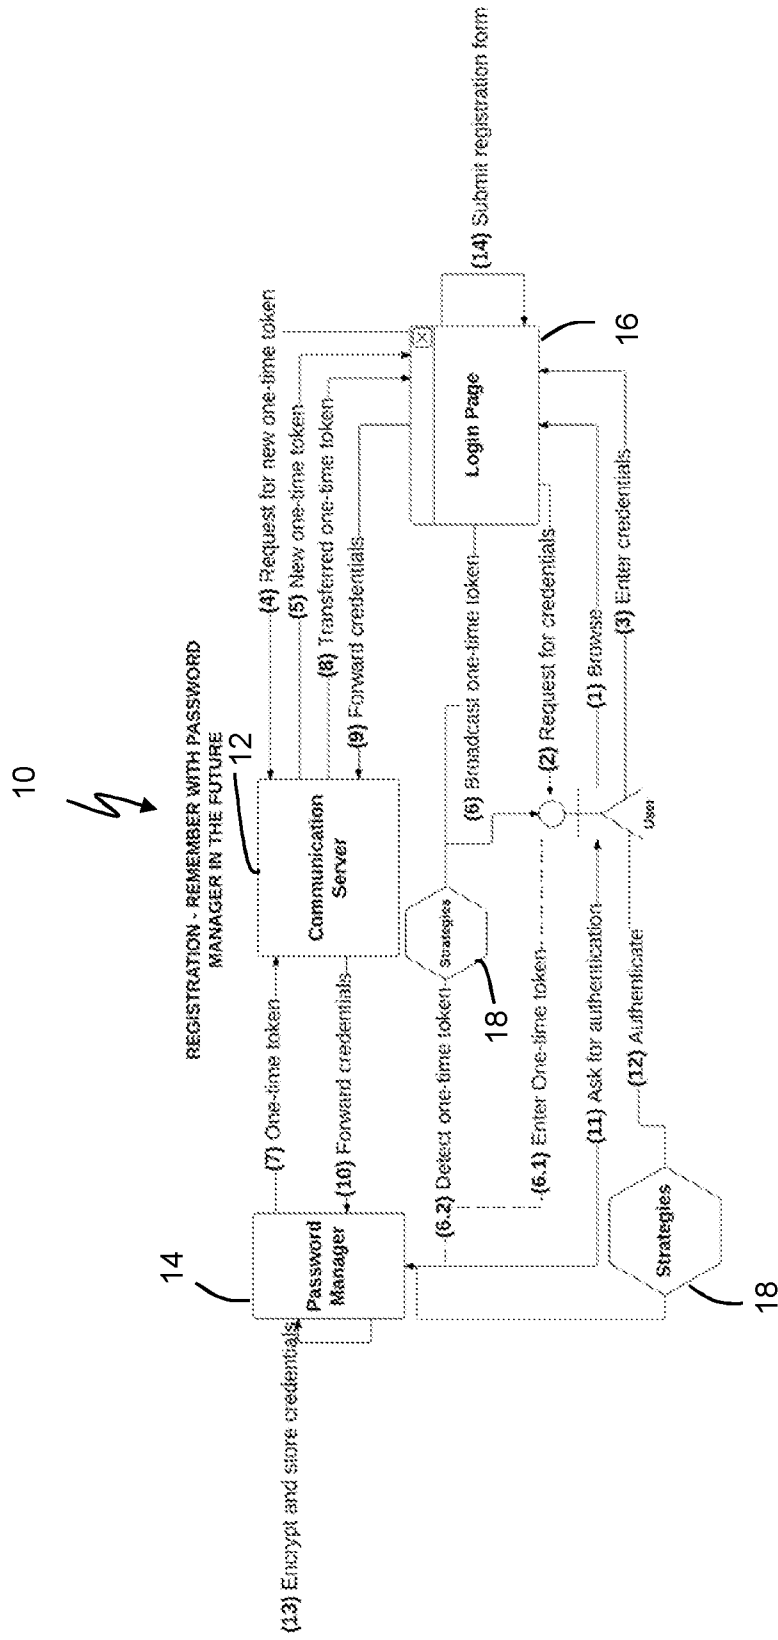 10
REGISTRATION - REMEMBER WITH PASSWORD
MANAGER IN THE FUTURE
(13) Encrypt and store credentials
14
Password
Manager
(7) One-time token
(10) Forward credentials
12
Communication
Server
(4) Request for new one-time token
(5) New one-time token
(8) Transferred one-time token
(9) Forward credentials
Login Page
16
(14) Submit registration form
(6.2) Detect one-time token
(6.1) Enter One-time token
Strategies
18
(6) Broadcast one-time token
(2) Request for credentials
(1) Browse
(3) Enter credentials
User
(11) Ask for authentication
(12) Authenticate
Strategies
18